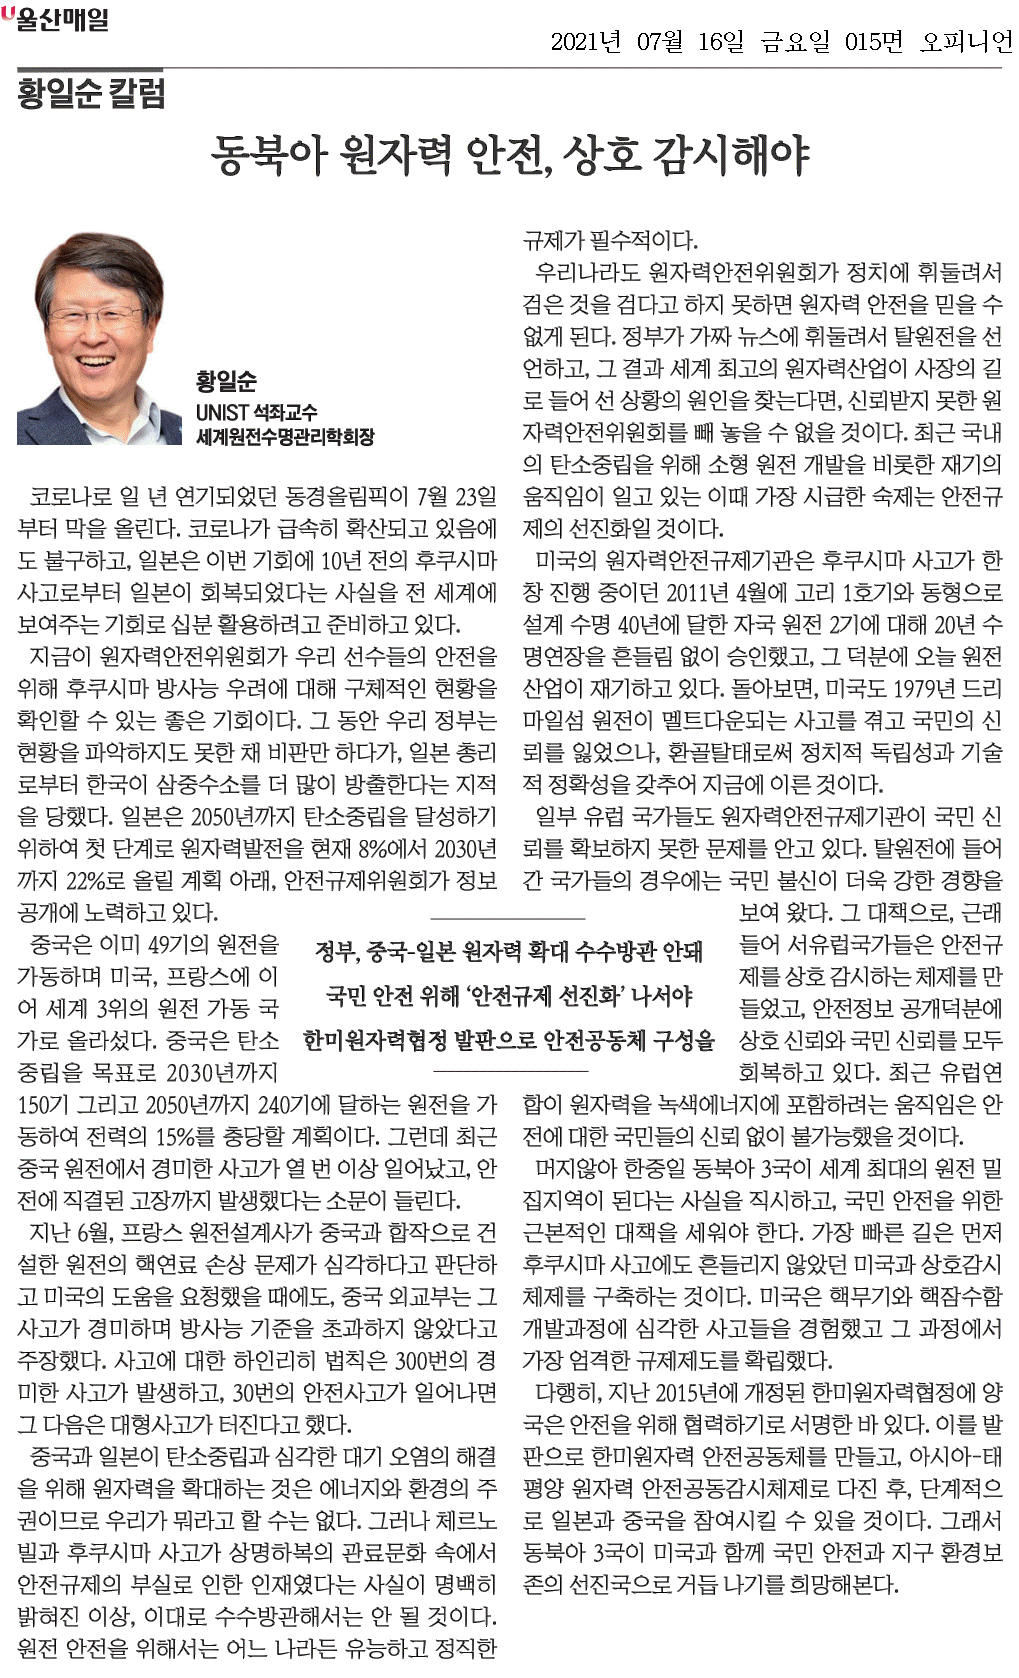 울산매일
2021년 07월 16일 금요일 015면 오피니언
황일순 칼럼
동북아 원자력 안전, 상호 감시해야
황일순
UNIST 석좌교수
세계원전수명관리학회장
코로나로 일 년 연기되었던 동경올림픽이 7월 23일
부터 막을 올린다. 코로나가 급속히 확산되고 있음에
도 불구하고, 일본은 이번 기회에 10년 전의 후쿠시마
사고로부터 일본이 회복되었다는 사실을 전 세계에
보여주는 기회로 십분 활용하려고 준비하고 있다.
지금이 원자력안전위원회가 우리 선수들의 안전을
위해 후쿠시마 방사능 우려에 대해 구체적인 현황을
확인할 수 있는 좋은 기회이다. 그 동안 우리 정부는
현황을 파악하지도 못한 채 비판만 하다가, 일본 총리
로부터 한국이 삼중수소를 더 많이 방출한다는 지적
을 당했다. 일본은 2050년까지 탄소중립을 달성하기
위하여 첫 단계로 원자력발전을 현재 8%에서 2030년
까지 22%로 올릴 계획 아래, 안전규제위원회가 정보
공개에 노력하고 있다.
중국은 이미 49기의 원전을
가동하며 미국, 프랑스에 이
어 세계 3위의 원전 가동 국
가로 올라섰다. 중국은 탄소
중립을 목표로 2030년까지
150기 그리고 2050년까지 240기에 달하는 원전을 가
동하여 전력의 15%를 충당할 계획이다. 그런데 최근
중국 원전에서 경미한 사고가 열 번 이상 일어났고, 안
전에 직결된 고장까지 발생했다는 소문이 들린다.
지난 6월, 프랑스 원전설계사가 중국과 합작으로 건
설한 원전의 핵연료 손상 문제가 심각하다고 판단하
고 미국의 도움을 요청했을 때에도, 중국 외교부는 그
사고가 경미하며 방사능 기준을 초과하지 않았다고
주장했다. 사고에 대한 하인리히 법칙은 300번의 경
미한 사고가 발생하고, 30번의 안전사고가 일어나면
그 다음은 대형사고가 터진다고 했다.
중국과 일본이 탄소중립과 심각한 대기 오염의 해결
을 위해 원자력을 확대하는 것은 에너지와 환경의 주
권이므로 우리가 뭐라고 할 수는 없다. 그러나 체르노
빌과 후쿠시마 사고가 상명하복의 관료문화 속에서
안전규제의 부실로 인한 인재였다는 사실이 명백히
밝혀진 이상, 이대로 수수방관해서는 안 될 것이다.
원전 안전을 위해서는 어느 나라든 유능하고 정직한
정부, 중국-일본 원자력 확대 수수방관 안돼
국민 안전 위해 ‘안전규제 선진화’ 나서야
한미원자력협정 발판으로 안전공동체 구성을
규제가 필수적이다.
우리나라도 원자력안전위원회가 정치에 휘둘려서
검은 것을 검다고 하지 못하면 원자력 안전을 믿을 수
없게 된다. 정부가 가짜 뉴스에 휘둘려서 탈원전을 선
언하고, 그 결과 세계 최고의 원자력산업이 사장의 길
로 들어 선 상황의 원인을 찾는다면, 신뢰받지 못한 원
자력안전위원회를 빼 놓을 수 없을 것이다. 최근 국내
의 탄소중립을 위해 소형 원전 개발을 비롯한 재기의
움직임이 일고 있는 이때 가장 시급한 숙제는 안전규
제의 선진화일 것이다.
미국의 원자력안전규제기관은 후쿠시마 사고가 한
창 진행 중이던 2011년 4월에 고리 1호기와 동형으로
설계 수명 40년에 달한 자국 원전 2기에 대해 20년 수
명연장을 흔들림 없이 승인했고, 그 덕분에 오늘 원전
산업이 재기하고 있다. 돌아보면, 미국도 1979년 드리
마일섬 원전이 멜트다운되는 사고를 겪고 국민의 신
뢰를 잃었으나, 환골탈태로써 정치적 독립성과 기술
적 정확성을 갖추어 지금에 이른 것이다.
일부 유럽 국가들도 원자력안전규제기관이 국민 신
뢰를 확보하지 못한 문제를 안고 있다. 탈원전에 들어
간 국가들의 경우에는 국민 불신이 더욱 강한 경향을
보여 왔다. 그 대책으로, 근래
들어 서유럽국가들은 안전규
제를 상호 감시하는 체제를 만
들었고, 안전정보 공개덕분에
상호 신뢰와 국민 신뢰를 모두
회복하고 있다. 최근 유럽연
합이 원자력을 녹색에너지에 포함하려는 움직임은 안
전에 대한 국민들의 신뢰 없이 불가능했을 것이다.
머지않아 한중일 동북아 3국이 세계 최대의 원전 밀
집지역이 된다는 사실을 직시하고, 국민 안전을 위한
근본적인 대책을 세워야 한다. 가장 빠른 길은 먼저
후쿠시마 사고에도 흔들리지 않았던 미국과 상호감시
체제를 구축하는 것이다. 미국은 핵무기와 핵잠수함
개발과정에 심각한 사고들을 경험했고 그 과정에서
가장 엄격한 규제제도를 확립했다.
다행히, 지난 2015년에 개정된 한미원자력협정에 양
국은 안전을 위해 협력하기로 서명한 바 있다. 이를 발
판으로 한미원자력 안전공동체를 만들고, 아시아-태
평양 원자력 안전공동감시체제로 다진 후, 단계적으
로 일본과 중국을 참여시킬 수 있을 것이다. 그래서
동북아 3국이 미국과 함께 국민 안전과 지구 환경보
존의 선진국으로 거듭 나기를 희망해본다.